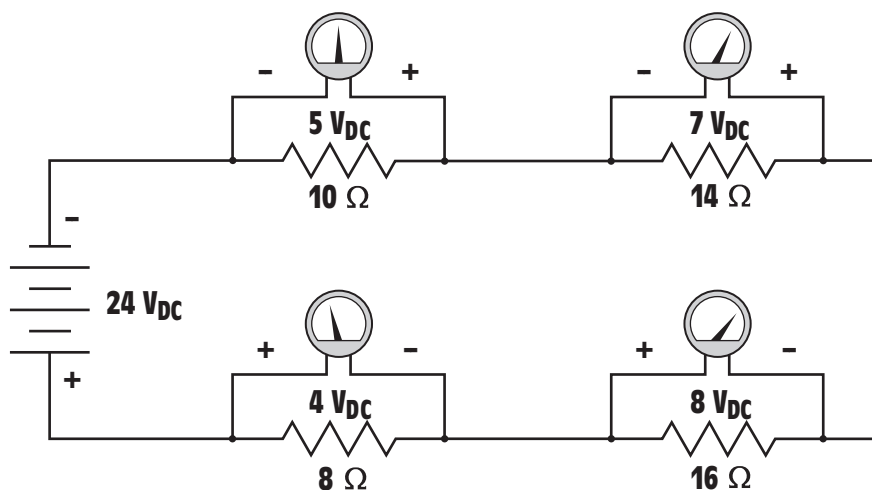 - +
- +
5 VDC
7 VDC
10 Ω
14 Ω
-
24 VDC
+
+ -
+ -
4 VDC
8 VDC
8 Ω
16 Ω